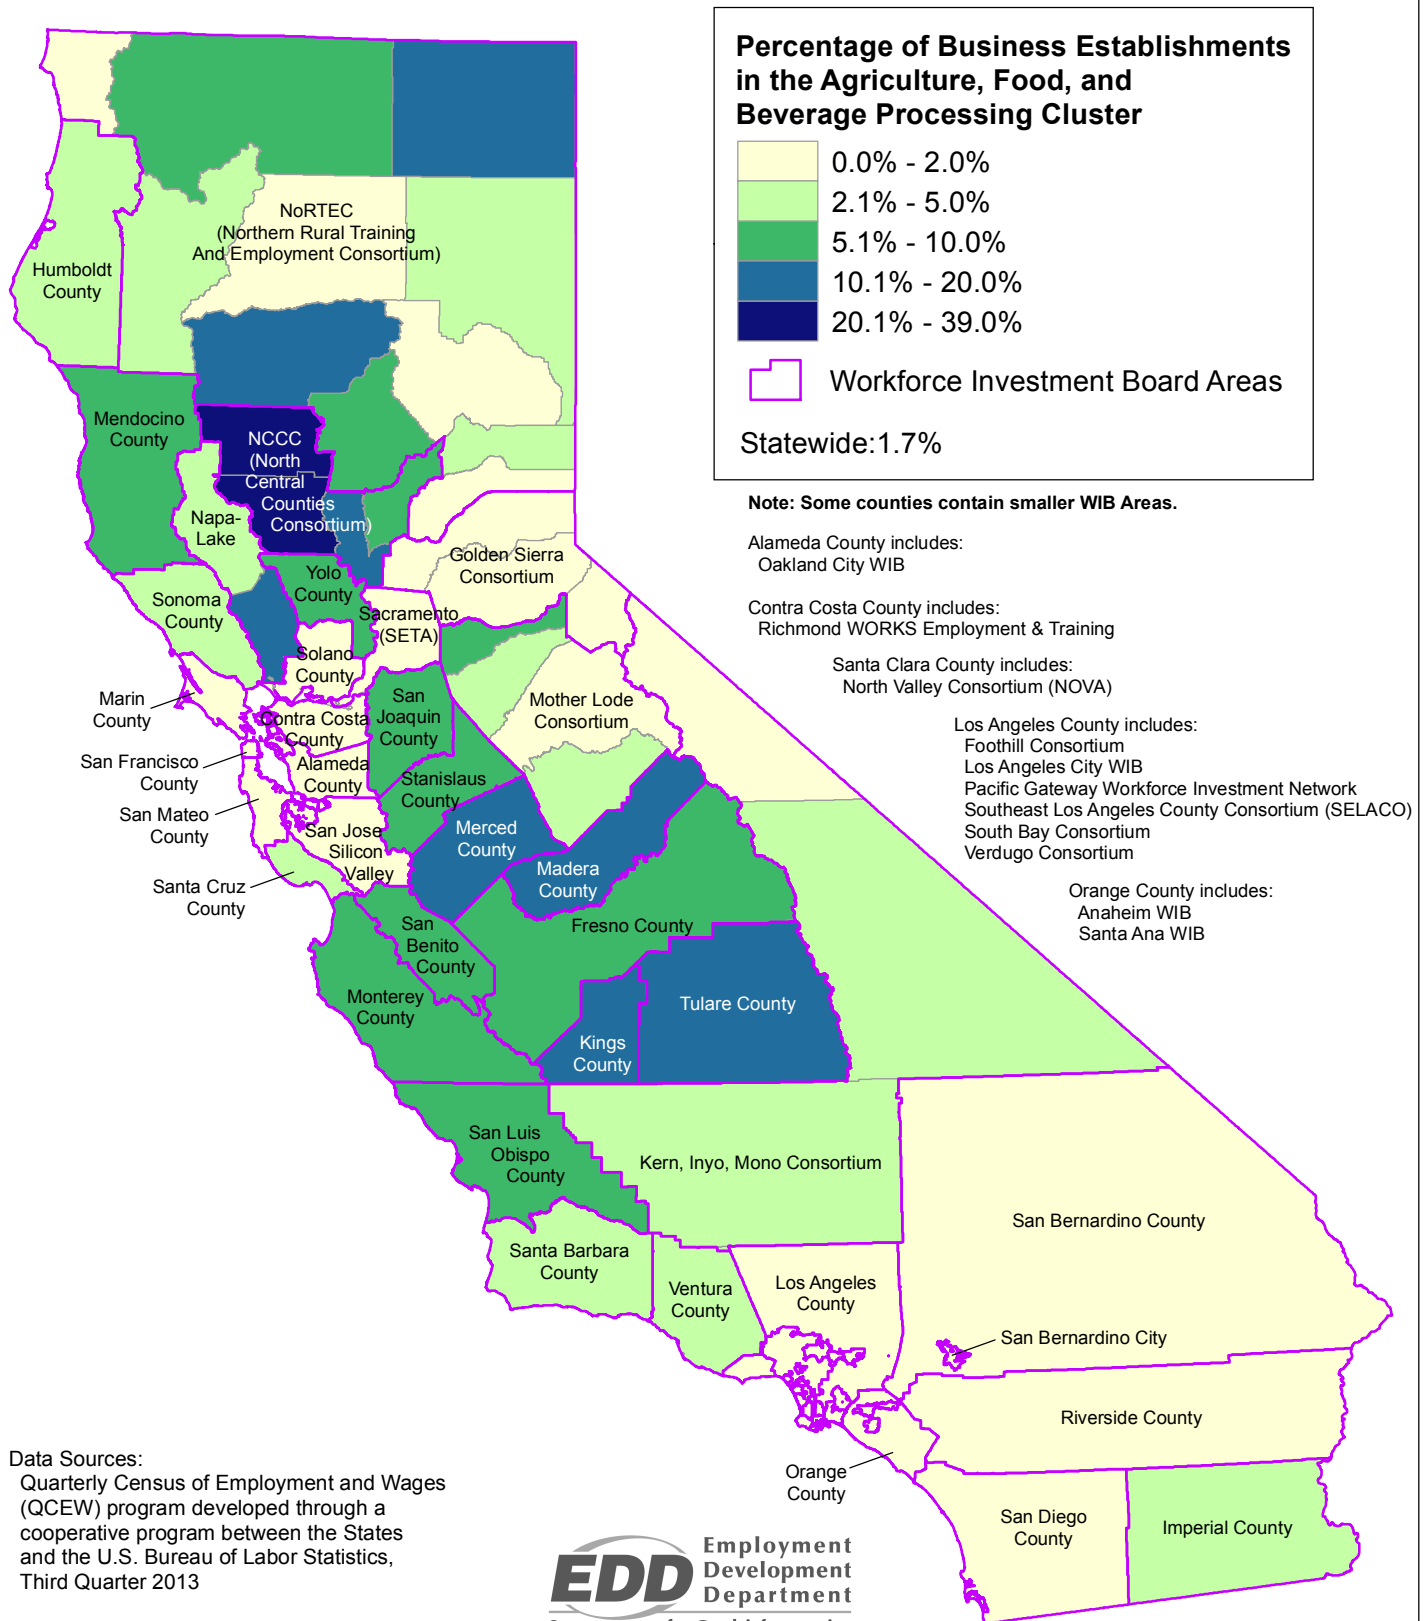 Percentage of Business Establishments
in the Agriculture, Food, and
Beverage Processing Cluster
0.0% - 2.0%
2.1% - 5.0%
5.1% - 10.0%
10.1% - 20.0%
20.1% - 39.0%
Workforce Investment Board Areas
Statewide:1.7%
Note: Some counties contain smaller WIB Areas.
Alameda County includes:
Oakland City WIB
Contra Costa County includes:
Richmond WORKS Employment & Training
Santa Clara County includes:
North Valley Consortium (NOVA)
Los Angeles County includes:
Foothill Consortium
Los Angeles City WIB
Pacific Gateway Workforce Investment Network
Southeast Los Angeles County Consortium (SELACO)
South Bay Consortium
Verdugo Consortium
Orange County includes:
Anaheim WIB
Santa Ana WIB
NoRTEC
(Northern Rural Training
And Employment Consortium)
Humboldt
County
Mendocino
County
NCCC
(North
Central
Counties
Consortium)
Napa-
Lake
Golden Sierra
Consortium
Yolo
County
Sonoma
County
Sacramento
(SETA)
Solano
County
Marin
County
Contra Costa
County
San
Joaquin
County
Mother Lode
Consortium
San Francisco
County
Alameda
County
Stanislaus
County
San Mateo
County
San Jose
Silicon
Valley
Merced
County
Madera
County
Santa Cruz
County
San
Benito
County
Fresno County
Monterey
County
Tulare County
Kings
County
San Luis
Obispo
County
Kern, Inyo, Mono Consortium
San Bernardino County
Santa Barbara
County
Ventura
County
Los Angeles
County
San Bernardino City
Riverside County
Orange
County
San Diego
County
Imperial County
Data Sources:
Quarterly Census of Employment and Wages
(QCEW) program developed through a
cooperative program between the States
and the U.S. Bureau of Labor Statistics,
Third Quarter 2013
EDD
Employment
Development
Department